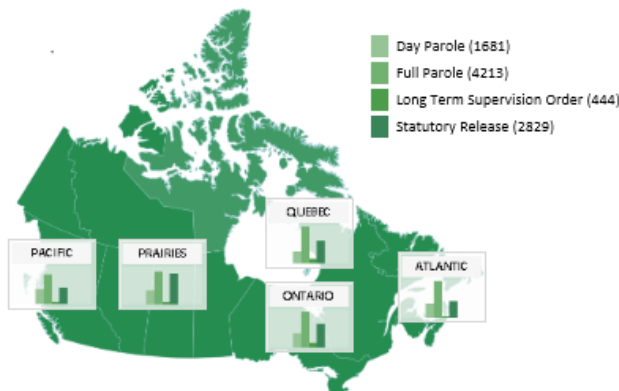 Day Parole (1681)
Full Parole (4213)
Long Term Supervision Order (444)
Statutory Release (2829)
QUEBEC
PACIFIC
PRAIRIES
ATLANTIC
ONTARIO